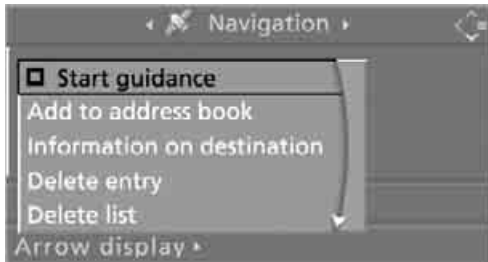 Navigation
Start guidance
Add to address book
Information on destination
Delete entry
Delete list
Arrow display